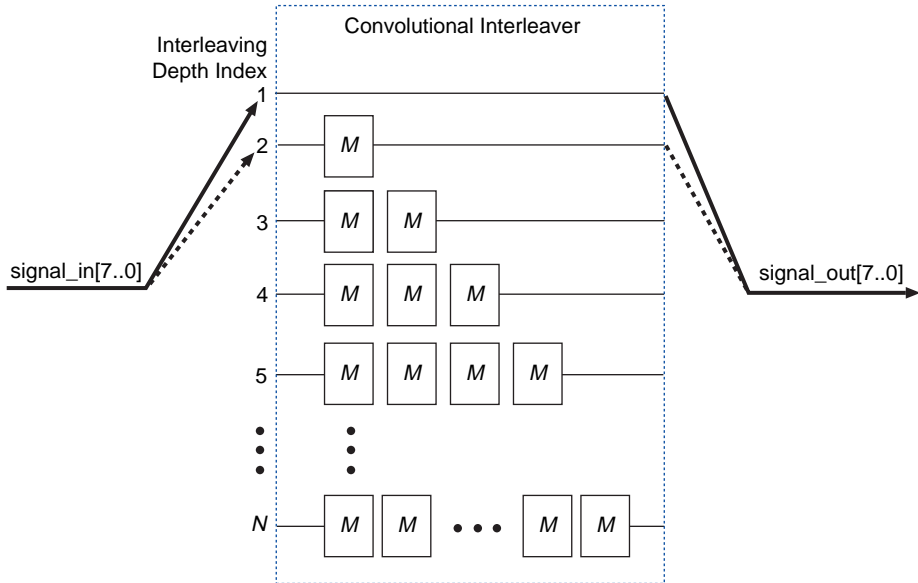 Convolutional Interleaver
Interleaving
Depth Index
1
2
M
3
M M
signal_in[7..0]
signal_out[7..0]
4
M M M
5
M M M M
N
M M M M